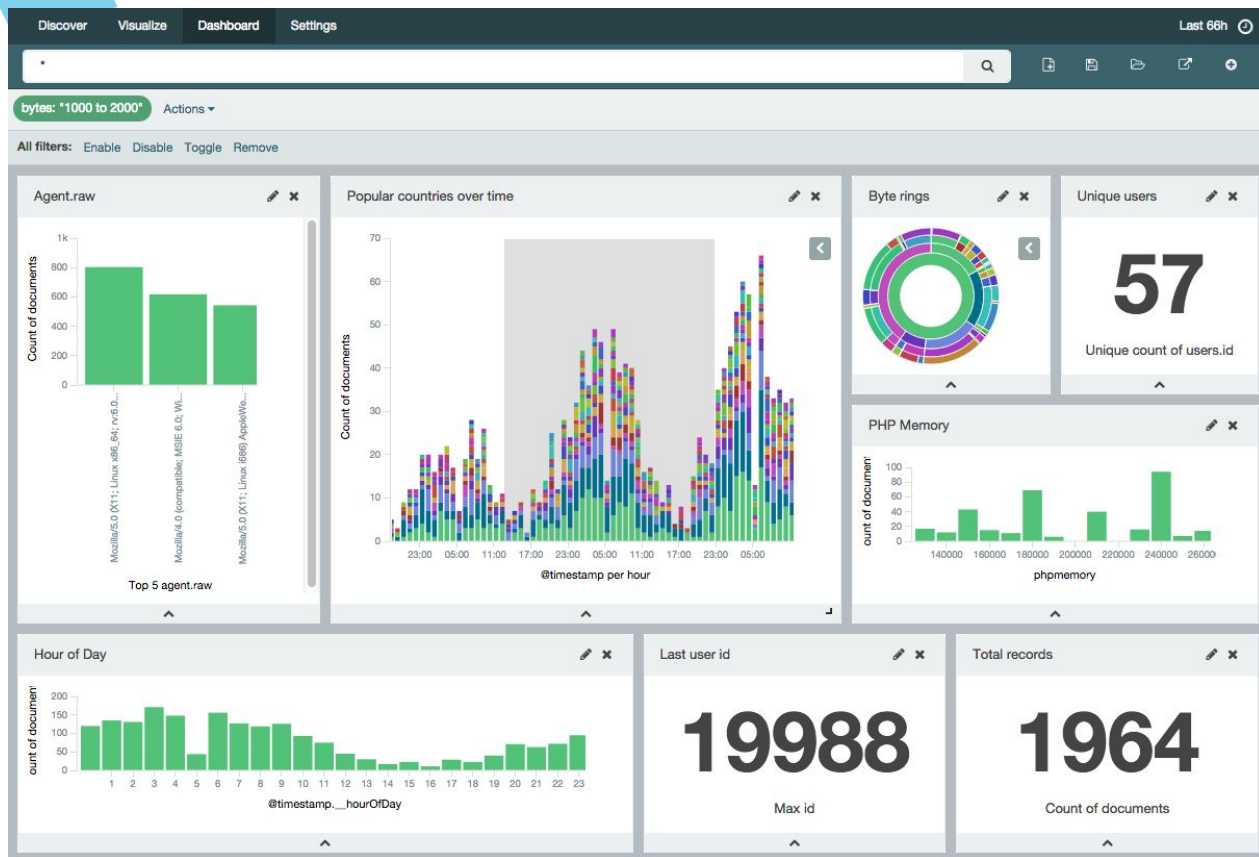 Discover Visualize Dashboard Settings Last 66h
*
bytes: "1000 to 2000" Actions
All filters: Enable Disable Toggle Remove
Agent.raw
1k
800
600
400
200
0
Count of documents
Mozilla/5.0 (X11; Linux x86_64; rv:6.0...
Mozilla/4.0 (compatible; MSIE 6.0; Wi...
Mozilla/5.0 (X11; Linux i686) AppleWe...
Top 5 agent.raw
Popular countries over time
70
60
50
40
30
20
10
0
Count of documents
23:00 05:00 11:00 17:00 23:00 05:00 11:00 17:00 23:00 05:00
@timestamp per hour
Byte rings
Unique users
57
Unique count of users.id
PHP Memory
100
80
60
40
20
0
ount of document
140000 160000 180000 200000 220000 240000 26000
phpmemory
Hour of Day
200
150
100
50
0
ount of document
1 2 3 4 5 6 7 8 9 10 11 12 13 14 15 16 17 18 19 20 21 22 23
@timestamp.__hourOfDay
Last user id
19988
Max id
Total records
1964
Count of documents